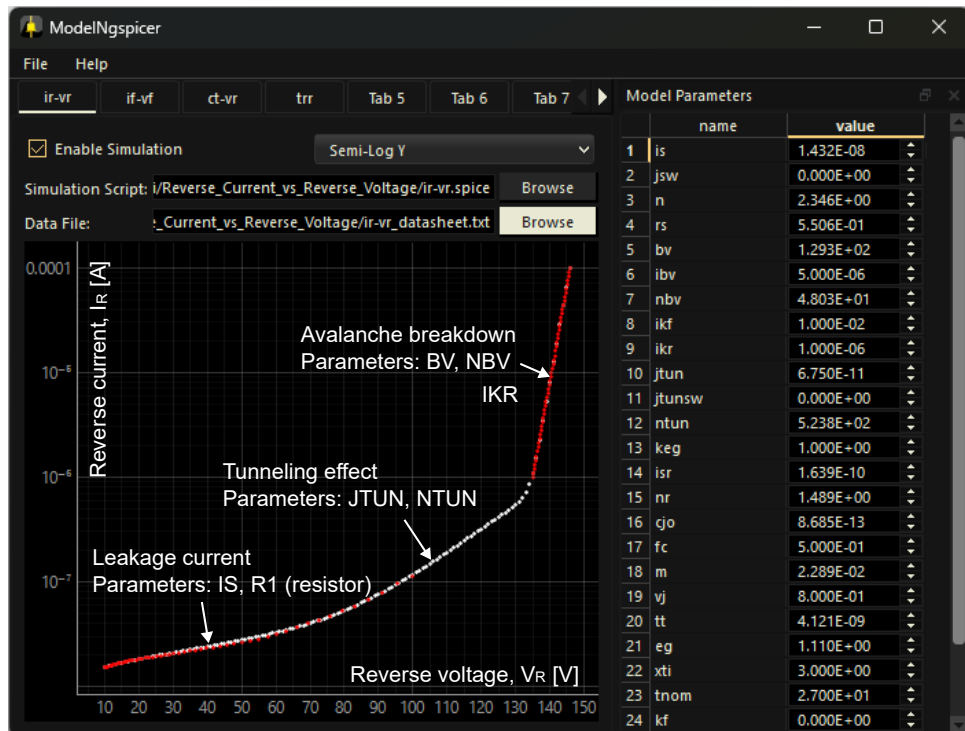 ModelNgspicer
File Help
ir-vr if-vf ct-vr trr Tab 5 Tab 6 Tab 7
Enable Simulation Semi-Log Y
Simulation Script: i/Reverse_Current_vs_Reverse_Voltage/ir-vr.spice Browse
Data File: e_Current_vs_Reverse_Voltage/ir-vr_datasheet.txt Browse
Reverse current, IR [A]
0.0001
10⁻⁵
10⁻⁶
10⁻⁷
Avalanche breakdown
Parameters: BV, NBV
IKR
Tunneling effect
Parameters: JTUN, NTUN
Leakage current
Parameters: IS, R1 (resistor)
Reverse voltage, VR [V]
10 20 30 40 50 60 70 80 90 100 110 120 130 140 150
Model Parameters
name value
1 is 1.432E-08
2 jsw 0.000E+00
3 n 2.346E+00
4 rs 5.506E-01
5 bv 1.293E+02
6 ibv 5.000E-06
7 nbv 4.803E+01
8 ikf 1.000E-02
9 ikr 1.000E-06
10 jtun 6.750E-11
11 jtunsw 0.000E+00
12 ntun 5.238E+02
13 keg 1.000E+00
14 isr 1.639E-10
15 nr 1.489E+00
16 cjo 8.685E-13
17 fc 5.000E-01
18 m 2.289E-02
19 vj 8.000E-01
20 tt 4.121E-09
21 eg 1.110E+00
22 xti 3.000E+00
23 tnom 2.700E+01
24 kf 0.000E+00